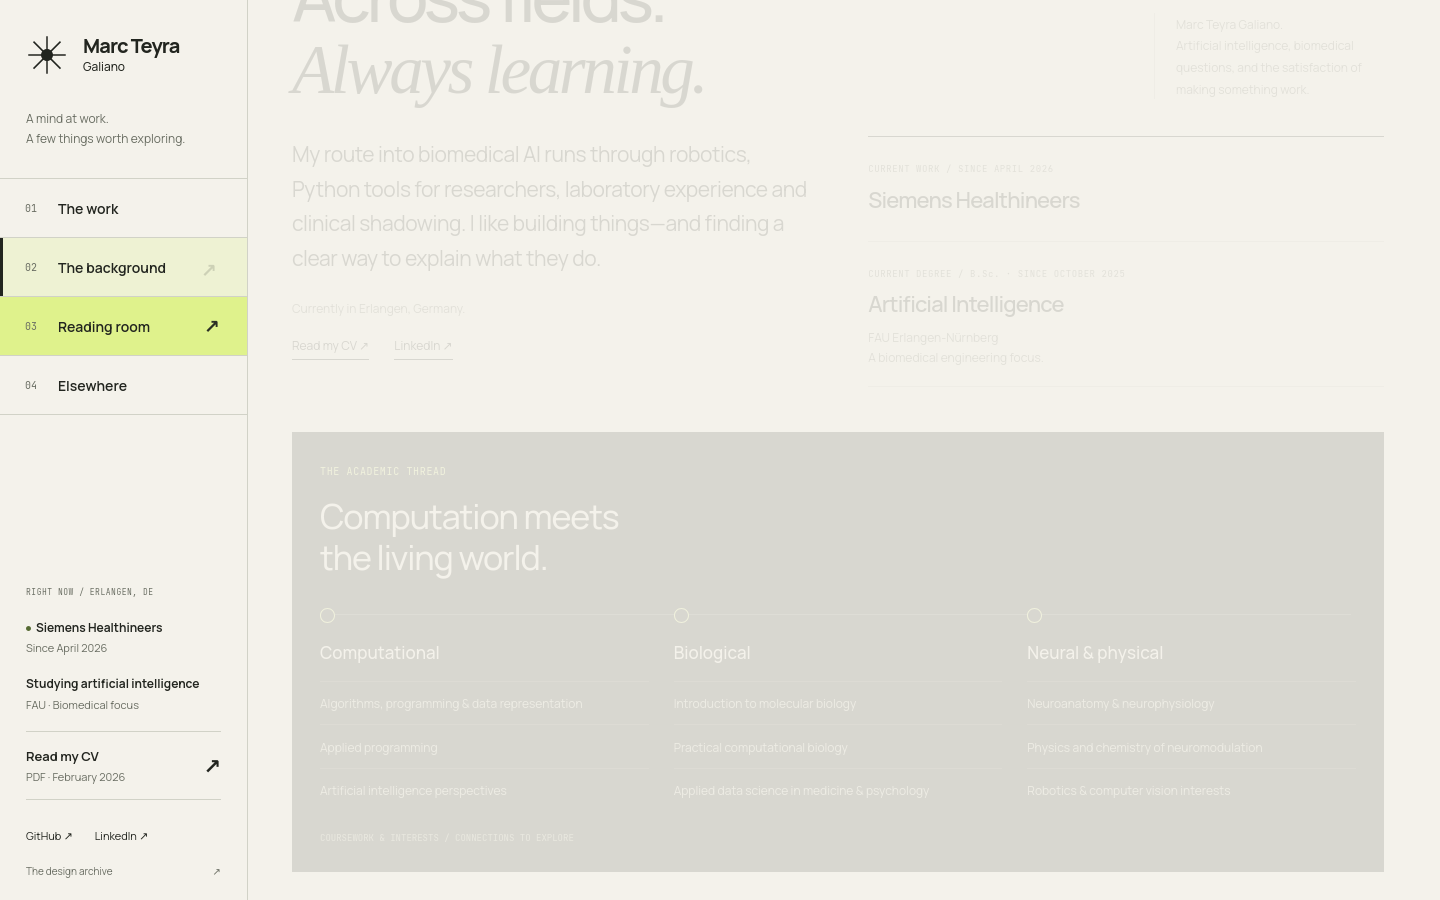 Marc Teyra
Galiano
A mind at work.
A few things worth exploring.
01 The work
02 The background ↗
03 Reading room ↗
04 Elsewhere
RIGHT NOW / ERLANGEN, DE
Siemens Healthineers
Since April 2026
Studying artificial intelligence
FAU · Biomedical focus
Read my CV ↗
PDF · February 2026
GitHub ↗ LinkedIn ↗
The design archive ↗
Across fields.
Always learning.
Marc Teyra Galiano.
Artificial intelligence, biomedical
questions, and the satisfaction of
making something work.
My route into biomedical AI runs through robotics,
Python tools for researchers, laboratory experience and
clinical shadowing. I like building things—and finding a
clear way to explain what they do.
Currently in Erlangen, Germany
Read my CV ↗ LinkedIn ↗
CURRENT WORK / SINCE APRIL 2026
Siemens Healthineers
CURRENT DEGREE / B.Sc. · SINCE OCTOBER 2025
Artificial Intelligence
FAU Erlangen-Nürnberg
A biomedical engineering focus.
THE ACADEMIC THREAD
Computation meets
the living world.
Computational
Algorithms, programming & data representation
Applied programming
Artificial intelligence perspectives
Biological
Introduction to molecular biology
Practical computational biology
Applied data science in medicine & psychology
Neural & physical
Neuroanatomy & neurophysiology
Physics and chemistry of neuromodulation
Robotics & computer vision interests
COURSEWORK & INTERESTS / CONNECTIONS TO EXPLORE